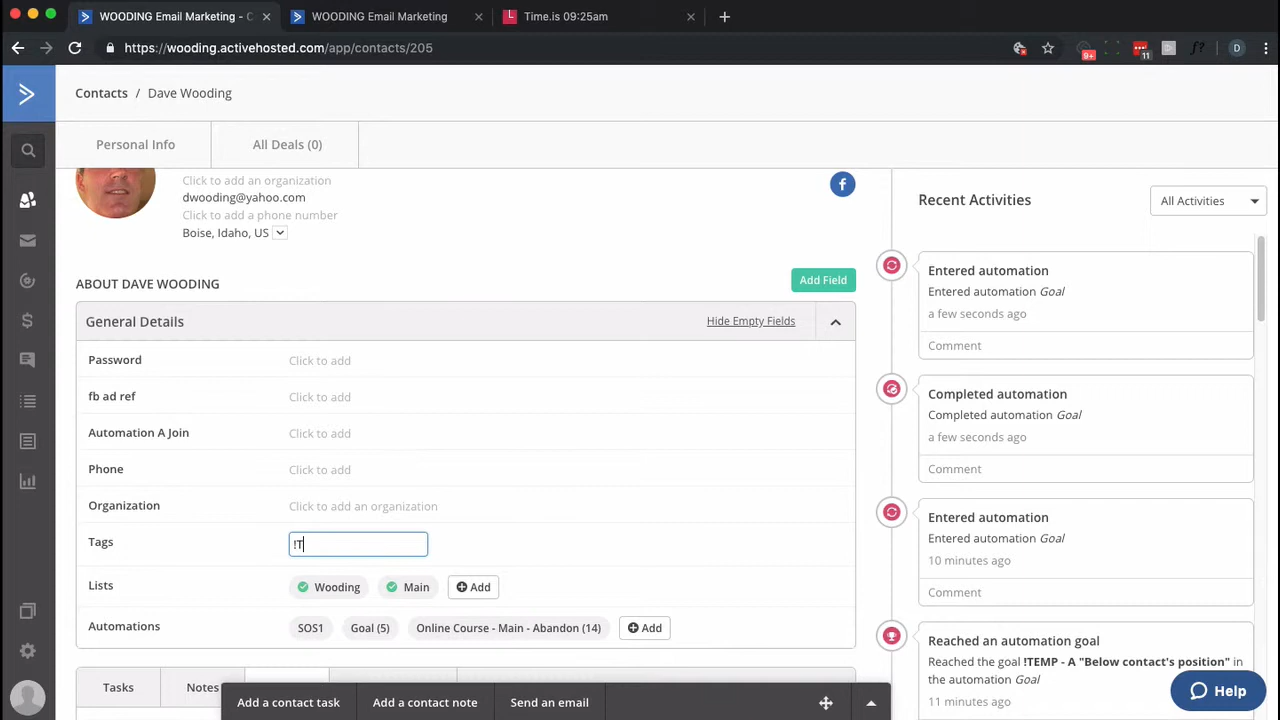 WOODING Email Marketing - C
WOODING Email Marketing
Time.is 09:25am
https://wooding.activehosted.com/app/contacts/205
9+
11
f?
D
Contacts / Dave Wooding
Personal Info
All Deals (0)
Click to add an organization
dwooding@yahoo.com
Click to add a phone number
Boise, Idaho, US
ABOUT DAVE WOODING
Add Field
General Details
Hide Empty Fields
Password
Click to add
fb ad ref
Click to add
Automation A Join
Click to add
Phone
Click to add
Organization
Click to add an organization
Tags
!T
Lists
Wooding
Main
Add
Automations
SOS1
Goal (5)
Online Course - Main - Abandon (14)
Add
Tasks
Notes
Add a contact task
Add a contact note
Send an email
Recent Activities
All Activities
Entered automation
Entered automation Goal
a few seconds ago
Comment
Completed automation
Completed automation Goal
a few seconds ago
Comment
Entered automation
Entered automation Goal
10 minutes ago
Comment
Reached an automation goal
Reached the goal !TEMP - A "Below contact's position" in
the automation Goal
11 minutes ago
Help